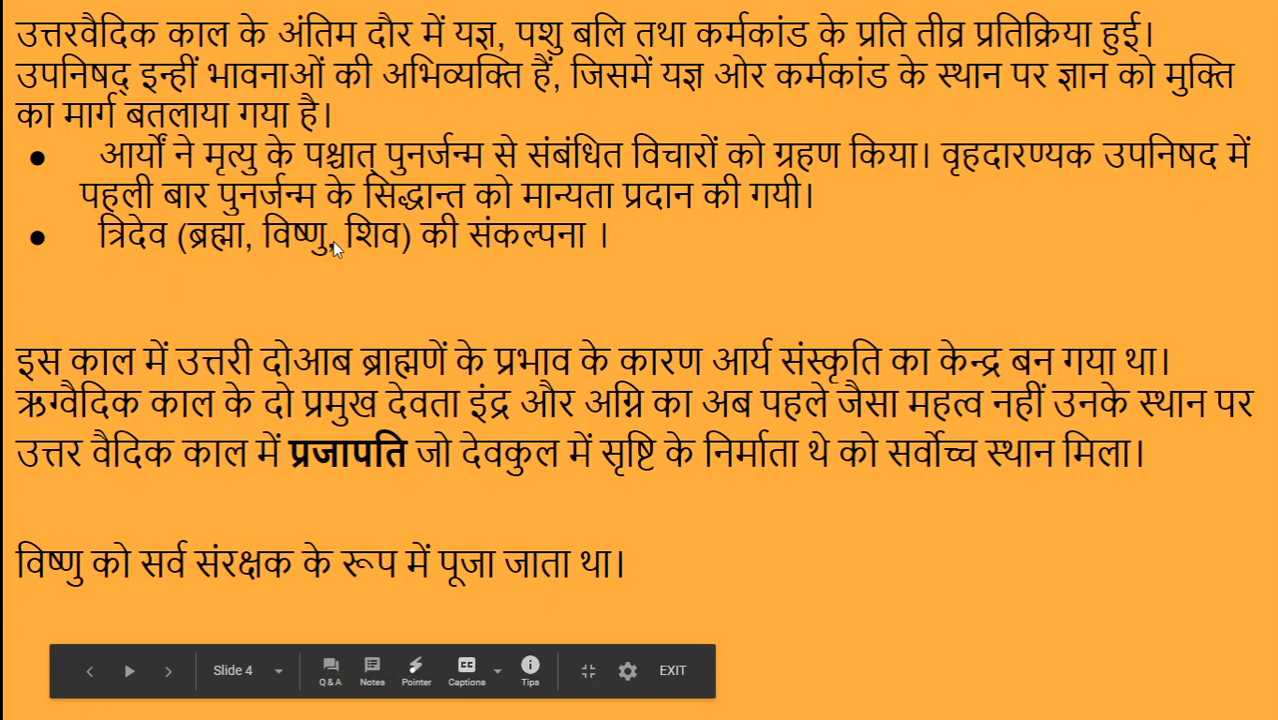 उत्तरवैदिक काल के अंतिम दौर में यज्ञ, पशु बलि तथा कर्मकांड के प्रति तीव्र प्रतिक्रिया हुई।
उपनिषद् इन्हीं भावनाओं की अभिव्यक्ति हैं, जिसमें यज्ञ ओर कर्मकांड के स्थान पर ज्ञान को मुक्ति
का मार्ग बतलाया गया है।
● आर्यों ने मृत्यु के पश्चात् पुनर्जन्म से संबंधित विचारों को ग्रहण किया। वृहदारण्यक उपनिषद में
पहली बार पुनर्जन्म के सिद्धान्त को मान्यता प्रदान की गयी।
● त्रिदेव (ब्रह्मा, विष्णु, शिव) की संकल्पना ।
इस काल में उत्तरी दोआब ब्राह्मणें के प्रभाव के कारण आर्य संस्कृति का केन्द्र बन गया था।
ऋग्वैदिक काल के दो प्रमुख देवता इंद्र और अग्नि का अब पहले जैसा महत्व नहीं उनके स्थान पर
उत्तर वैदिक काल में प्रजापति जो देवकुल में सृष्टि के निर्माता थे को सर्वोच्च स्थान मिला।
विष्णु को सर्व संरक्षक के रूप में पूजा जाता था।
Slide 4 Q & A Notes Pointer Captions Tips EXIT